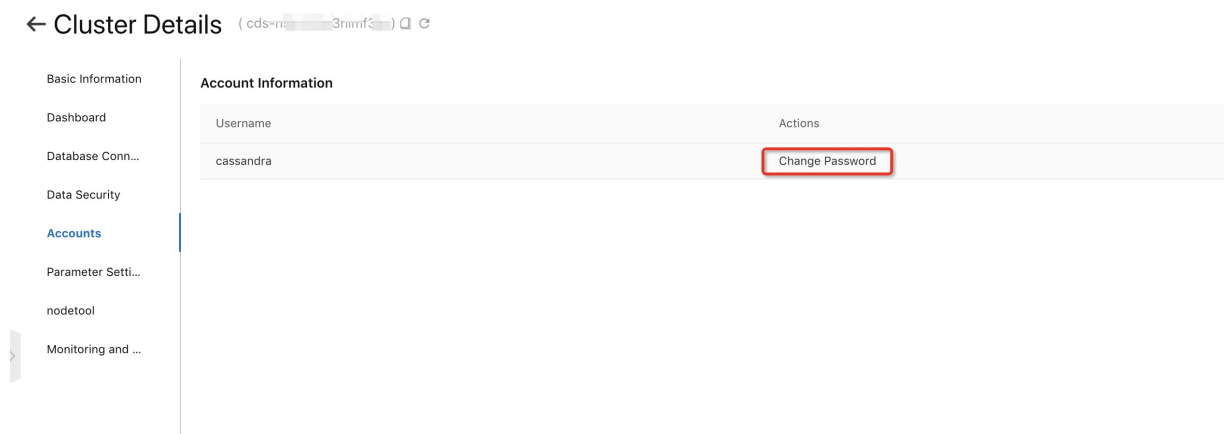 Cluster Details
Basic Information
Dashboard
Database Conn...
Data Security
Accounts
Parameter Setti...
nodetool
Monitoring and ...
Account Information
Username Actions
cassandra Change Password